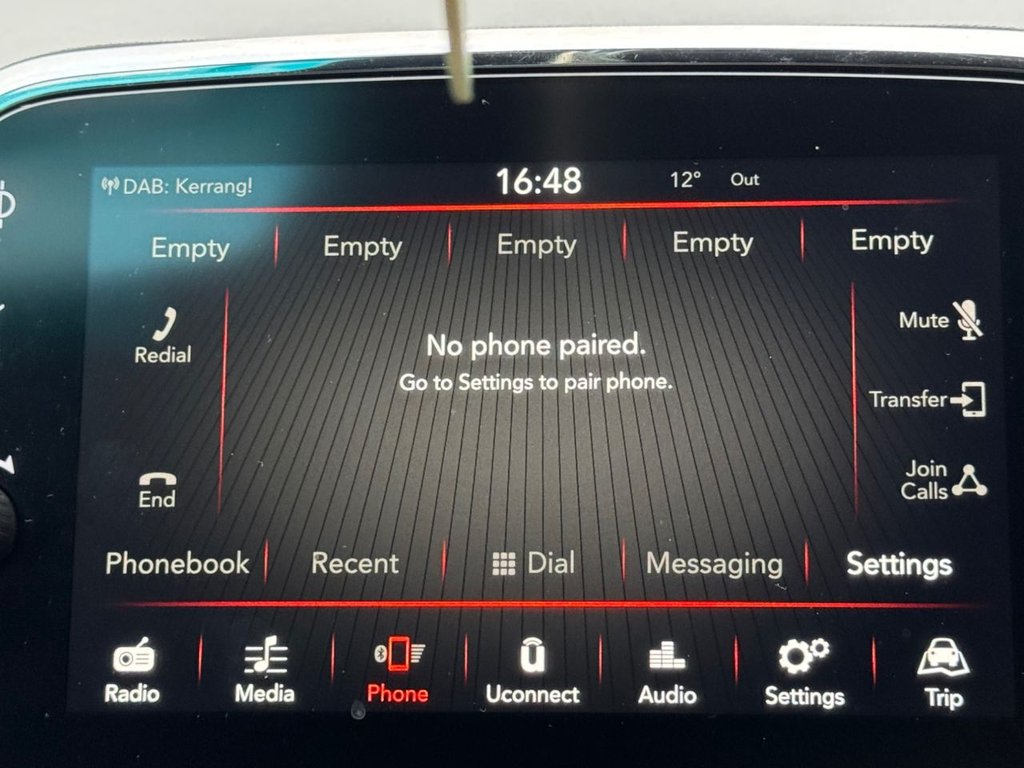 DAB: Kerrang! 16:48 12° Out
Empty Empty Empty Empty Empty
Redial
No phone paired.
Go to Settings to pair phone.
Mute
Transfer
End
Join
Calls
Phonebook Recent Dial Messaging Settings
Radio Media Phone Uconnect Audio Settings Trip